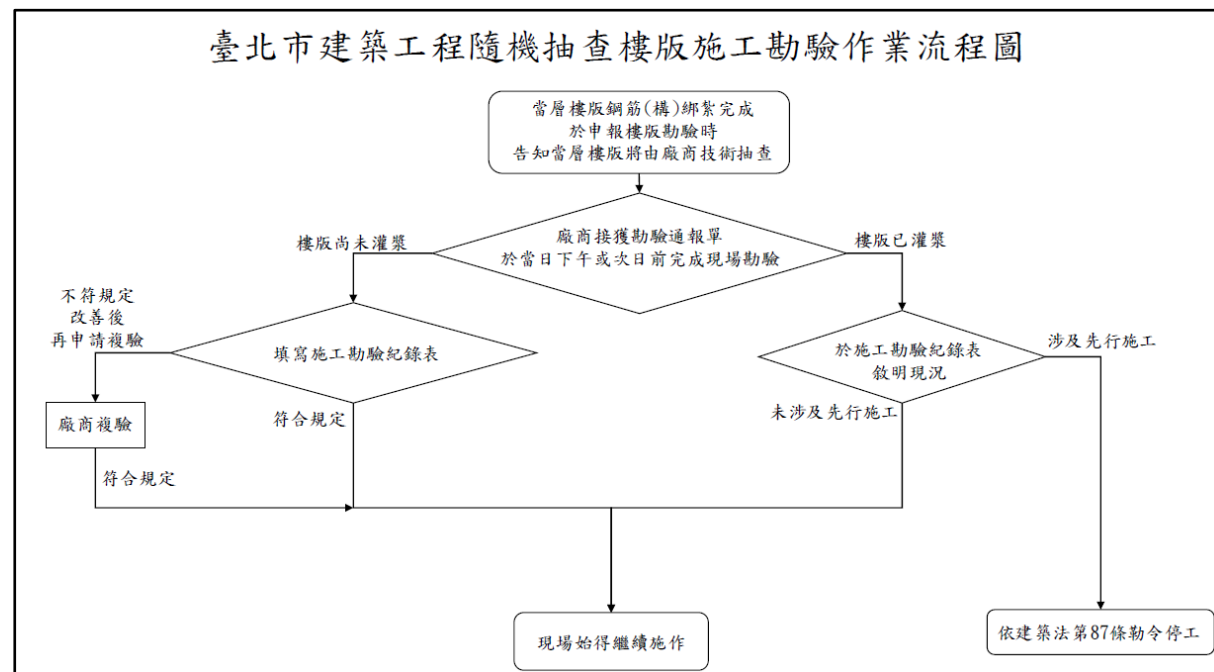 臺北市建築工程隨機抽查樓版施工勘驗作業流程圖
當層樓版鋼筋(構)綁紮完成
於申報樓版勘驗時
告知當層樓版將由廠商技術抽查
樓版尚未灌漿
廠商接獲勘驗通報單
於當日下午或次日前完成現場勘驗
樓版已灌漿
不符規定
改善後
再申請複驗
填寫施工勘驗紀錄表
於施工勘驗紀錄表
敘明現況
涉及先行施工
廠商複驗
符合規定
未涉及先行施工
符合規定
現場始得繼續施作
依建築法第87條勒令停工